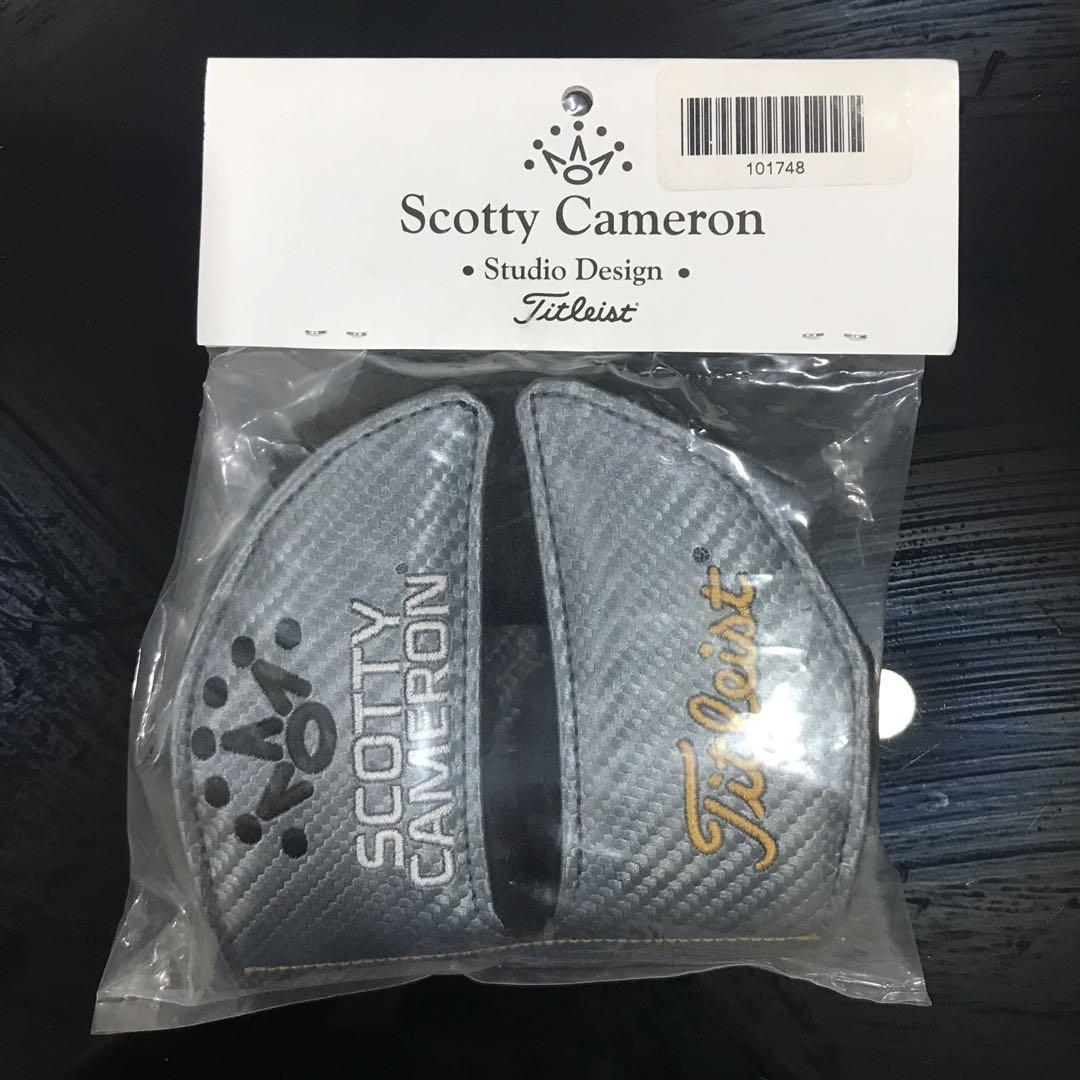 101748
Scotty Cameron
• Studio Design •
Titleist®
SCOTTY
CAMERON®
Titleist®